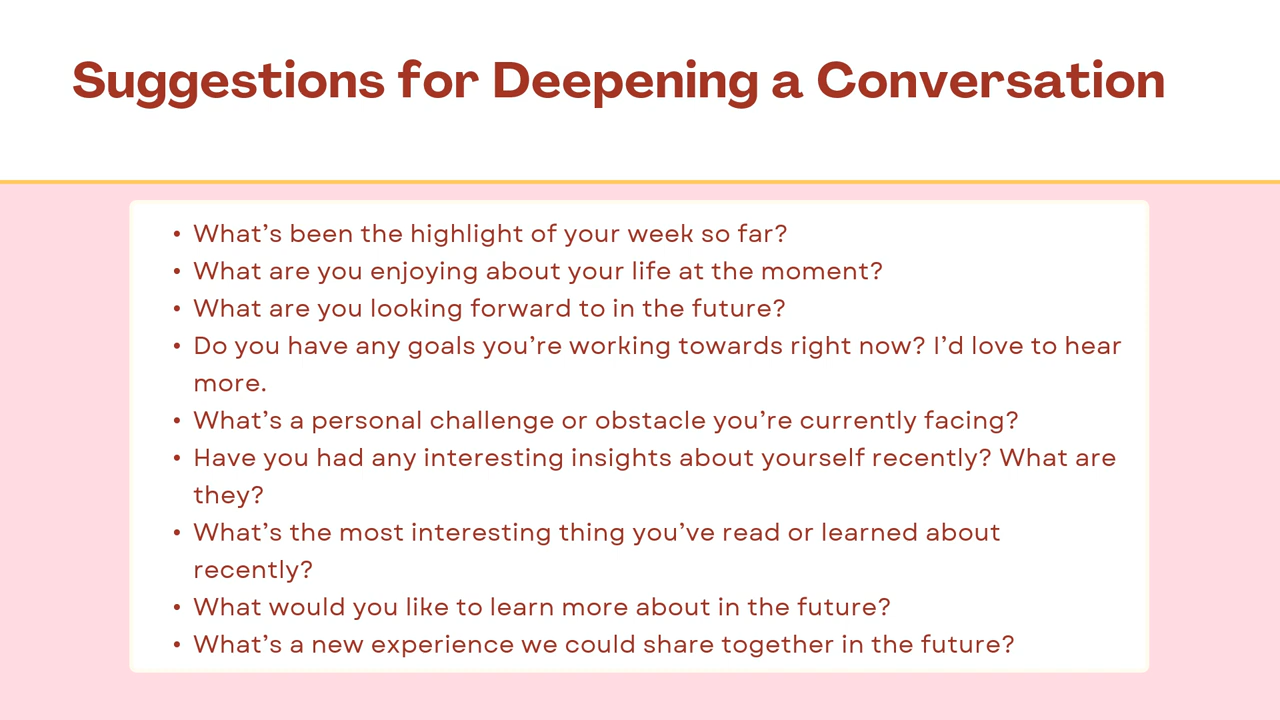 Suggestions for Deepening a Conversation
• What’s been the highlight of your week so far?
• What are you enjoying about your life at the moment?
• What are you looking forward to in the future?
• Do you have any goals you’re working towards right now? I’d love to hear
more.
• What’s a personal challenge or obstacle you’re currently facing?
• Have you had any interesting insights about yourself recently? What are
they?
• What’s the most interesting thing you’ve read or learned about
recently?
• What would you like to learn more about in the future?
• What’s a new experience we could share together in the future?